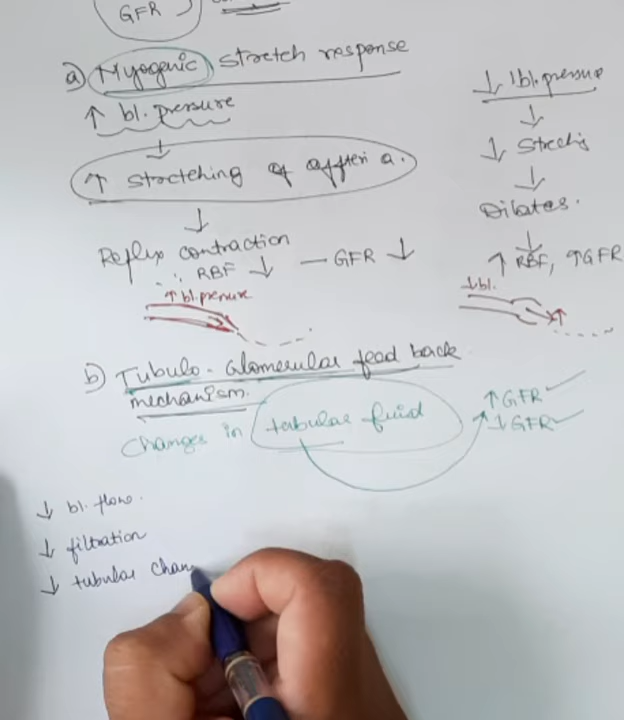 GFR
a) Myogenic stretch response
↑ bl. pressure
↓
↑ stretching of afferi a.
↓
Reflex contraction
∴ RBF ↓ — GFR ↓
↑ bl. pressure
↓ bl. pressure
↓
↓ Stretch
↓
Dilates.
↓
↑ RBF, ↑GFR
↓bl.
↑
b) Tubulo - Glomerular feed back
mechanism.
Changes in tubular fluid
↑GFR
↓GFR
↓ bl. flow.
↓ filtration
↓ tubular chan